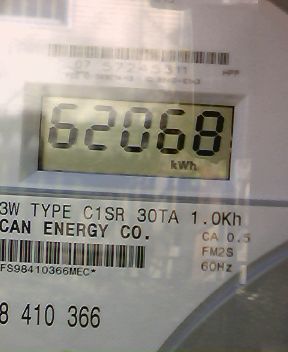 62068
kWh
3W TYPE C1SR 30TA 1.0Kh
CAN ENERGY CO.
CA 0.5
FM2S
60Hz
FS98410366MEC*
8 410 366